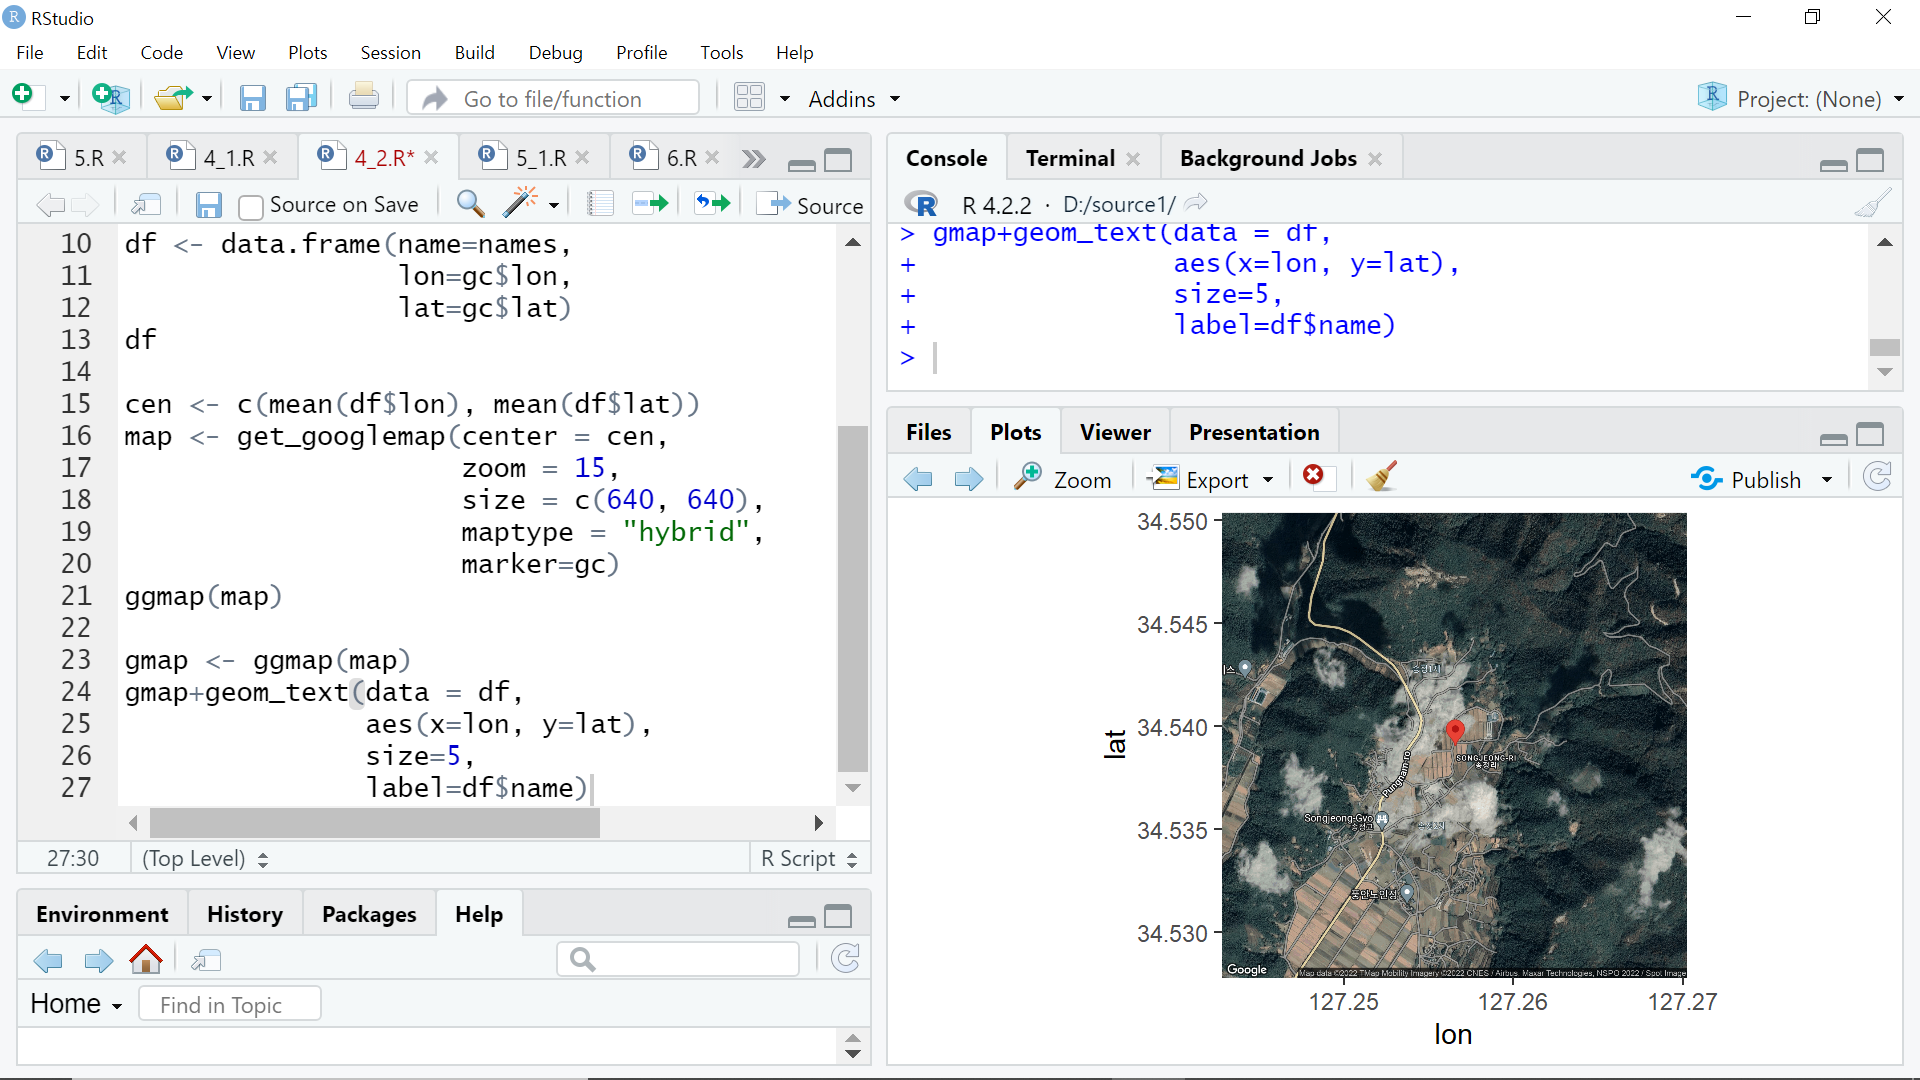 RStudio
File Edit Code View Plots Session Build Debug Profile Tools Help
Go to file/function
Addins
Project: (None)
5.R
4_1.R
4_2.R*
5_1.R
6.R
Source on Save
Source
10 df <- data.frame(name=names,
11 lon=gc$lon,
12 lat=gc$lat)
13 df
14
15 cen <- c(mean(df$lon), mean(df$lat))
16 map <- get_googlemap(center = cen,
17 zoom = 15,
18 size = c(640, 640),
19 maptype = "hybrid",
20 marker=gc)
21 ggmap(map)
22
23 gmap <- ggmap(map)
24 gmap+geom_text(data = df,
25 aes(x=lon, y=lat),
26 size=5,
27 label=df$name)
27:30 (Top Level) R Script
Environment History Packages Help
Home
Find in Topic
Console Terminal Background Jobs
R 4.2.2 · D:/source1/
> gmap+geom_text(data = df,
+ aes(x=lon, y=lat),
+ size=5,
+ label=df$name)
>
Files Plots Viewer Presentation
Zoom Export Publish
34.550
34.545
34.540
34.535
34.530
lat
127.25 127.26 127.27
lon
SONGJEONG-RI
송정리
Pungnam-ro
Songjeong-Gyo
송정교
Google
Map data ©2022 TMap Mobility Imagery ©2022 CNES / Airbus, Maxar Technologies, NSPO 2022 / Spot Image